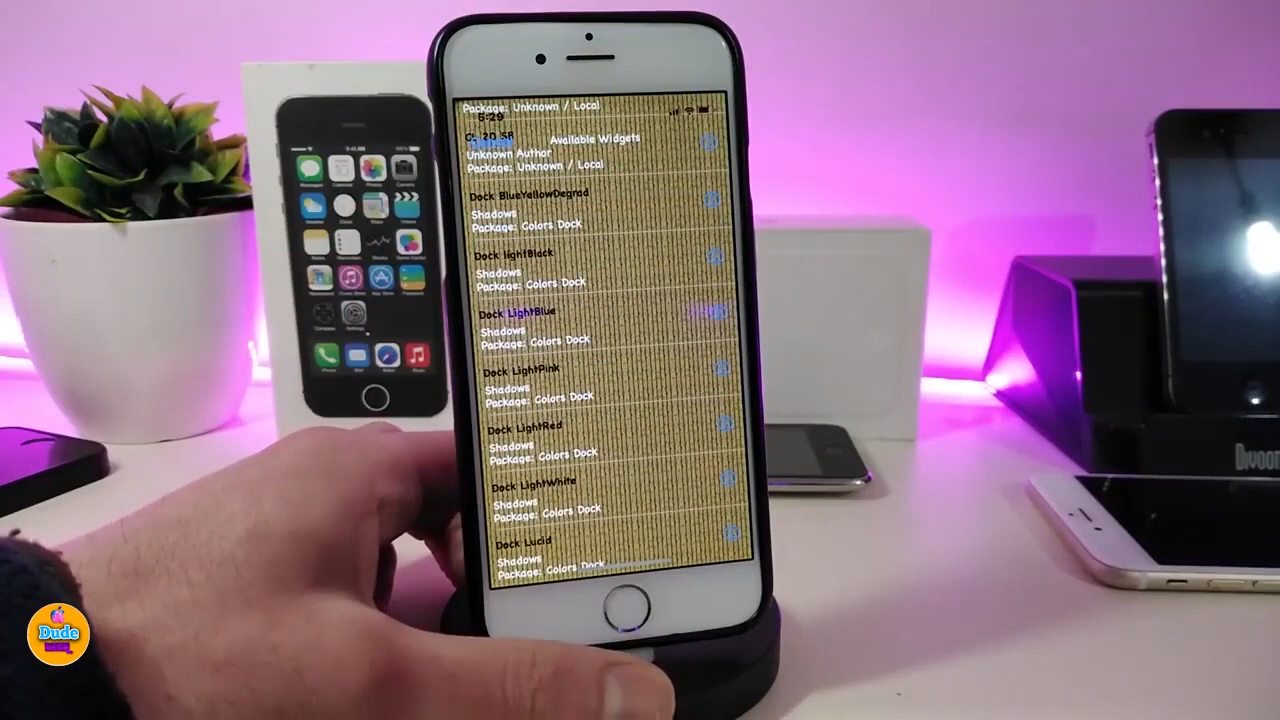 Package: Unknown / Local
5:29
Available Widgets
Unknown Author
Package: Unknown / Local
Dock BlueYellowDegrad
Shadows
Package: Colors Dock
Dock lightBlack
Shadows
Package: Colors Dock
Dock LightBlue
Shadows
Package: Colors Dock
Dock LightPink
Shadows
Package: Colors Dock
Dock LightRed
Shadows
Package: Colors Dock
Dock LightWhite
Shadows
Package: Colors Dock
Dock Lucid
Shadows
Package: Colors Dock
Divoom
Dude